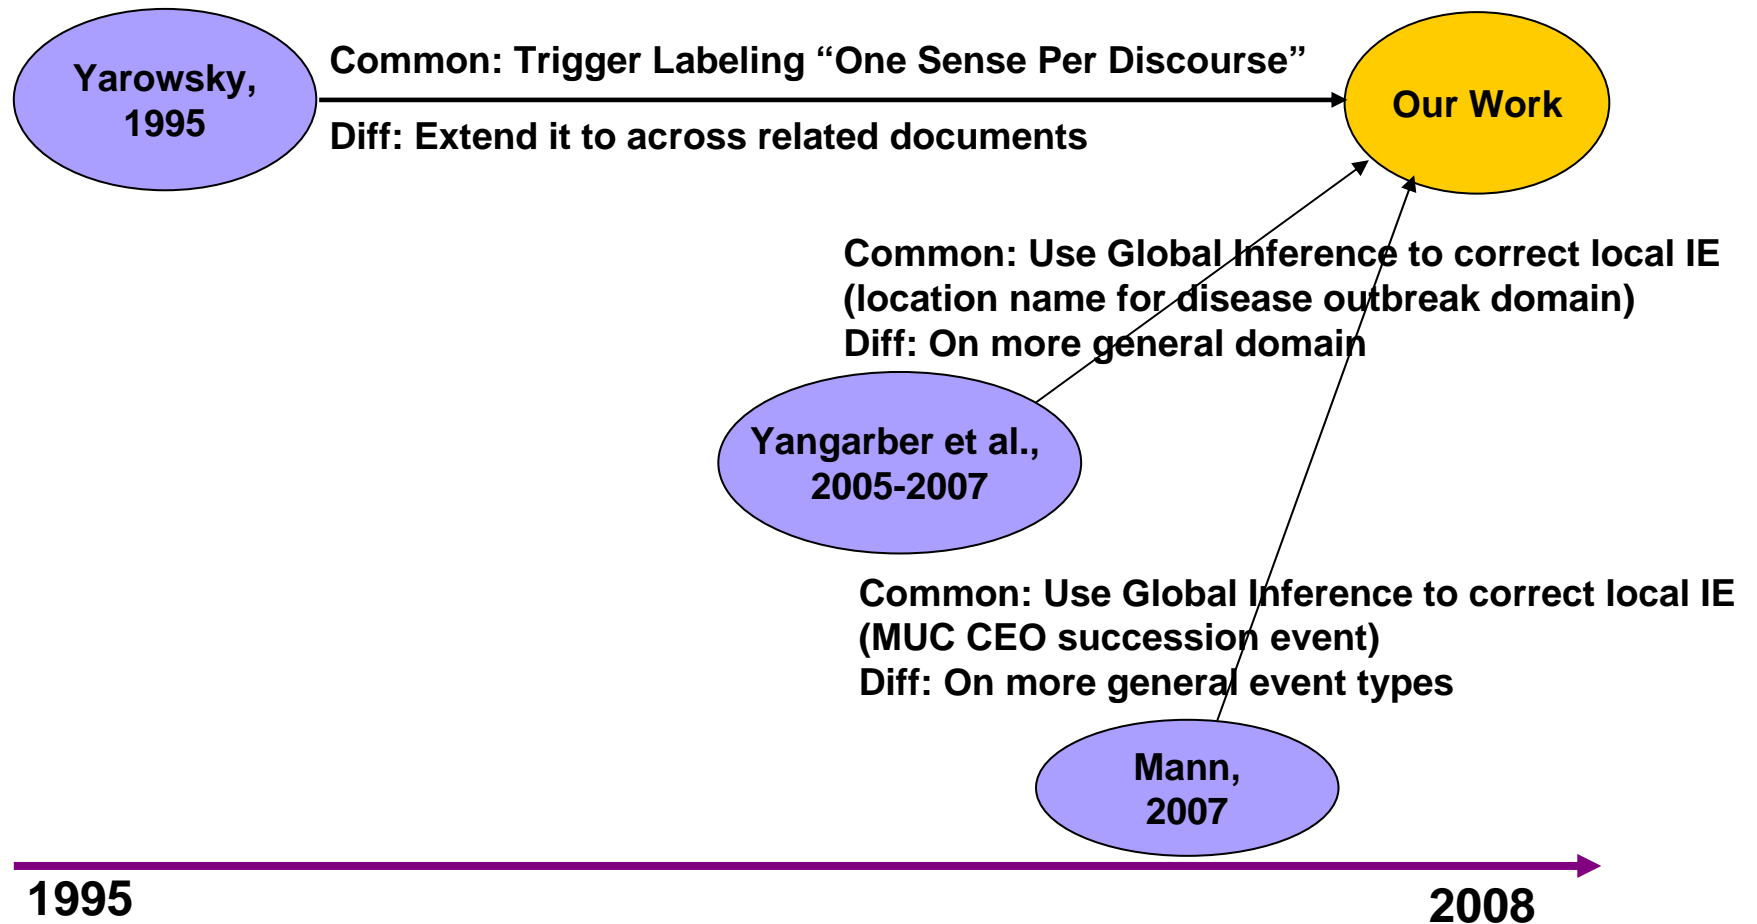 Yarowsky,
1995
Common: Trigger Labeling “One Sense Per Discourse”
Diff: Extend it to across related documents
Our Work
Common: Use Global Inference to correct local IE
(location name for disease outbreak domain)
Diff: On more general domain
Yangarber et al.,
2005-2007
Common: Use Global Inference to correct local IE
(MUC CEO succession event)
Diff: On more general event types
Mann,
2007
1995
2008